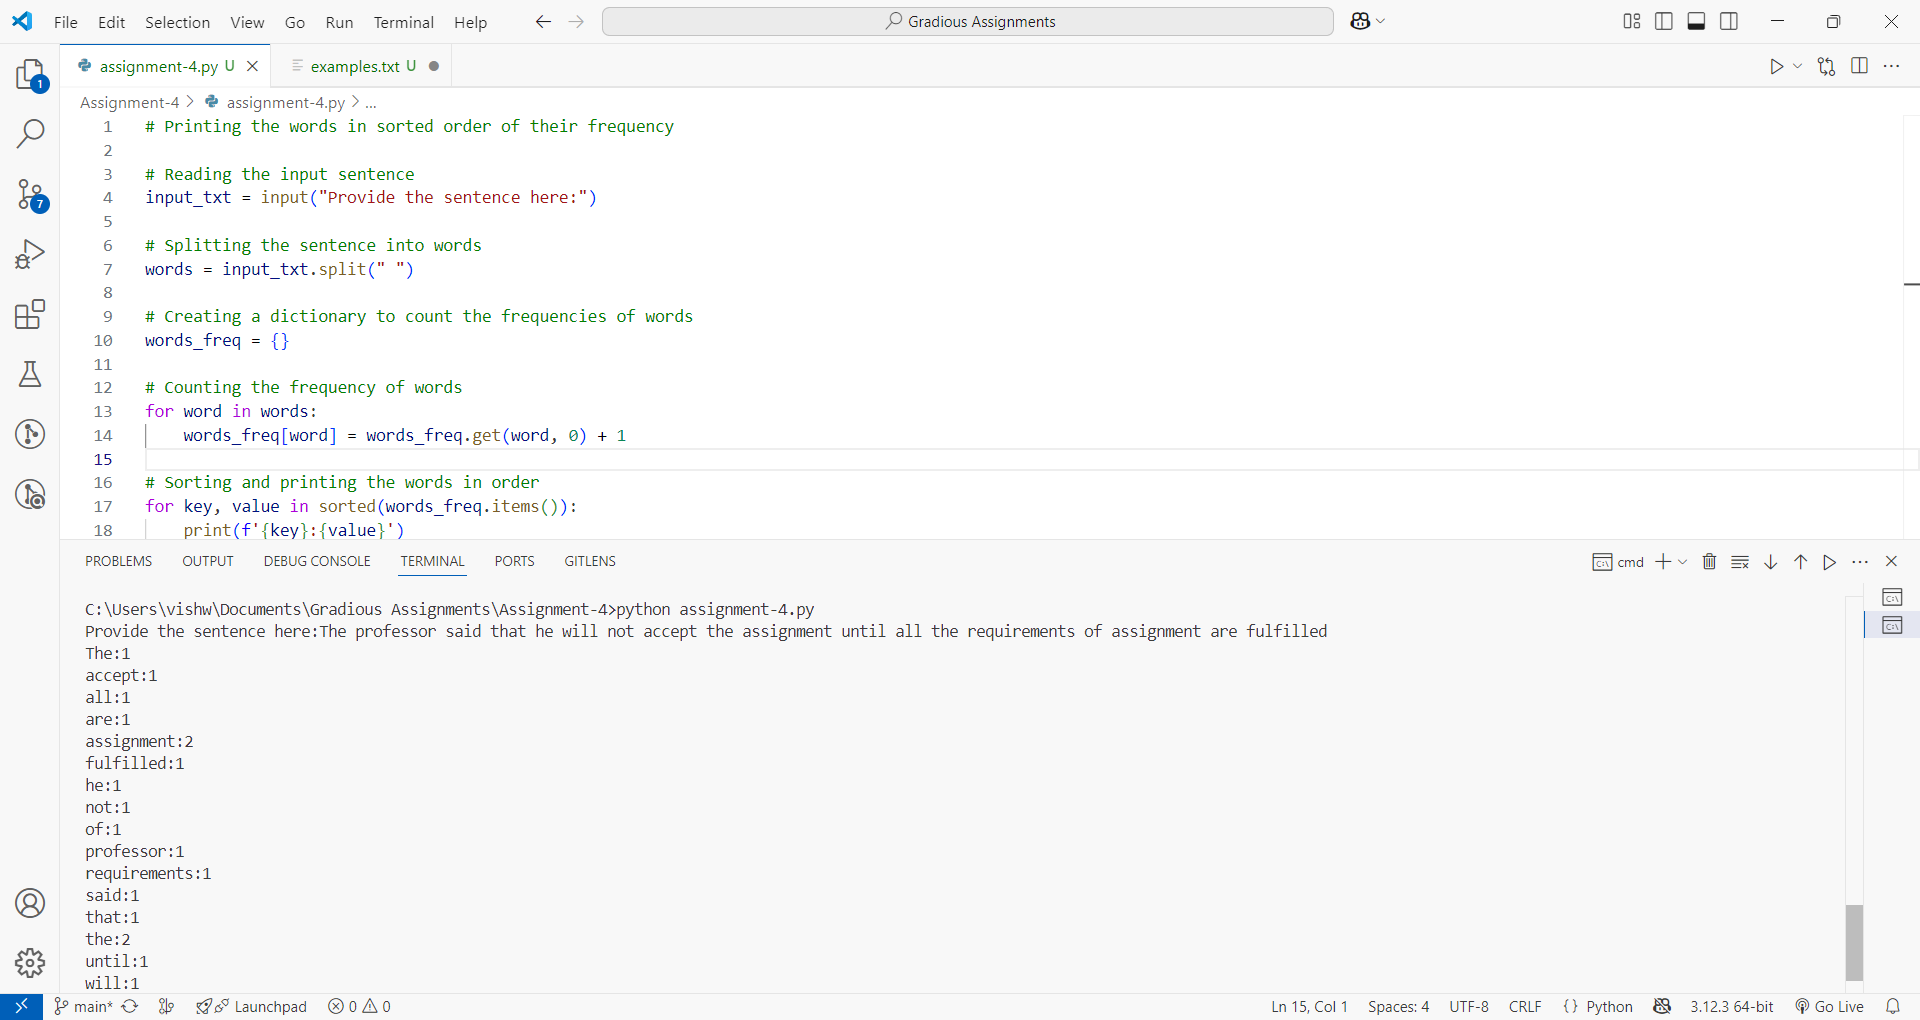 File Edit Selection View Go Run Terminal Help
Gradious Assignments
assignment-4.py U
examples.txt U
Assignment-4 > assignment-4.py > ...
1 # Printing the words in sorted order of their frequency
2
3 # Reading the input sentence
4 input_txt = input("Provide the sentence here:")
5
6 # Splitting the sentence into words
7 words = input_txt.split(" ")
8
9 # Creating a dictionary to count the frequencies of words
10 words_freq = {}
11
12 # Counting the frequency of words
13 for word in words:
14     words_freq[word] = words_freq.get(word, 0) + 1
15
16 # Sorting and printing the words in order
17 for key, value in sorted(words_freq.items()):
18     print(f'{key}:{value}')
1
7
PROBLEMS OUTPUT DEBUG CONSOLE TERMINAL PORTS GITLENS
cmd
C:\Users\vishw\Documents\Gradious Assignments\Assignment-4>python assignment-4.py
Provide the sentence here:The professor said that he will not accept the assignment until all the requirements of assignment are fulfilled
The:1
accept:1
all:1
are:1
assignment:2
fulfilled:1
he:1
not:1
of:1
professor:1
requirements:1
said:1
that:1
the:2
until:1
will:1
main* Launchpad 0 0 Ln 15, Col 1 Spaces: 4 UTF-8 CRLF {} Python 3.12.3 64-bit Go Live